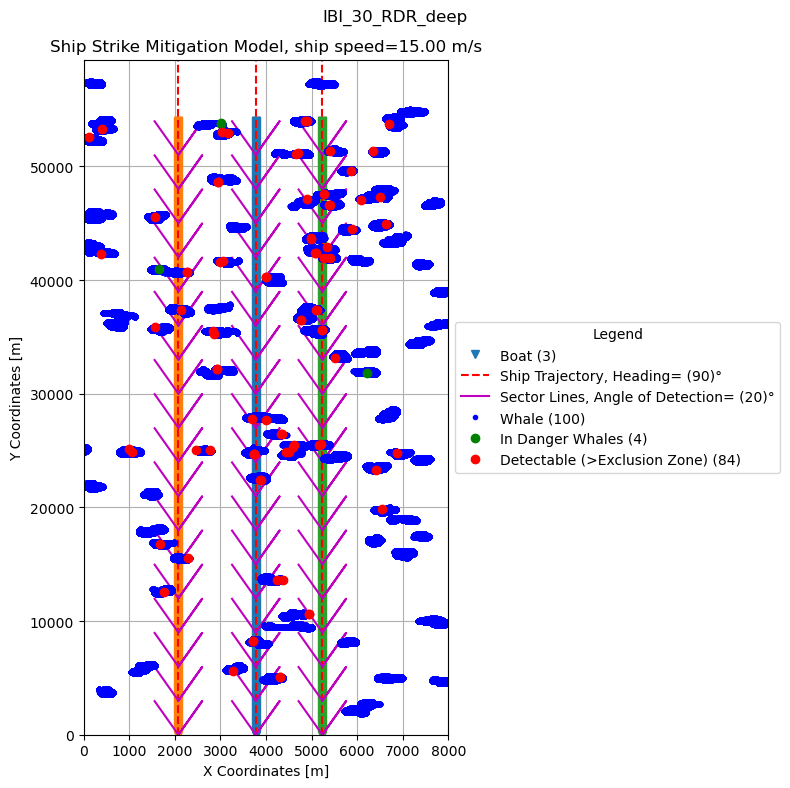 IBI_30_RDR_deep
Ship Strike Mitigation Model, ship speed=15.00 m/s
50000
40000
30000
20000
10000
0
Y Coordinates [m]
0 1000 2000 3000 4000 5000 6000 7000 8000
X Coordinates [m]
Legend
Boat (3)
Ship Trajectory, Heading= (90)°
Sector Lines, Angle of Detection= (20)°
Whale (100)
In Danger Whales (4)
Detectable (>Exclusion Zone) (84)